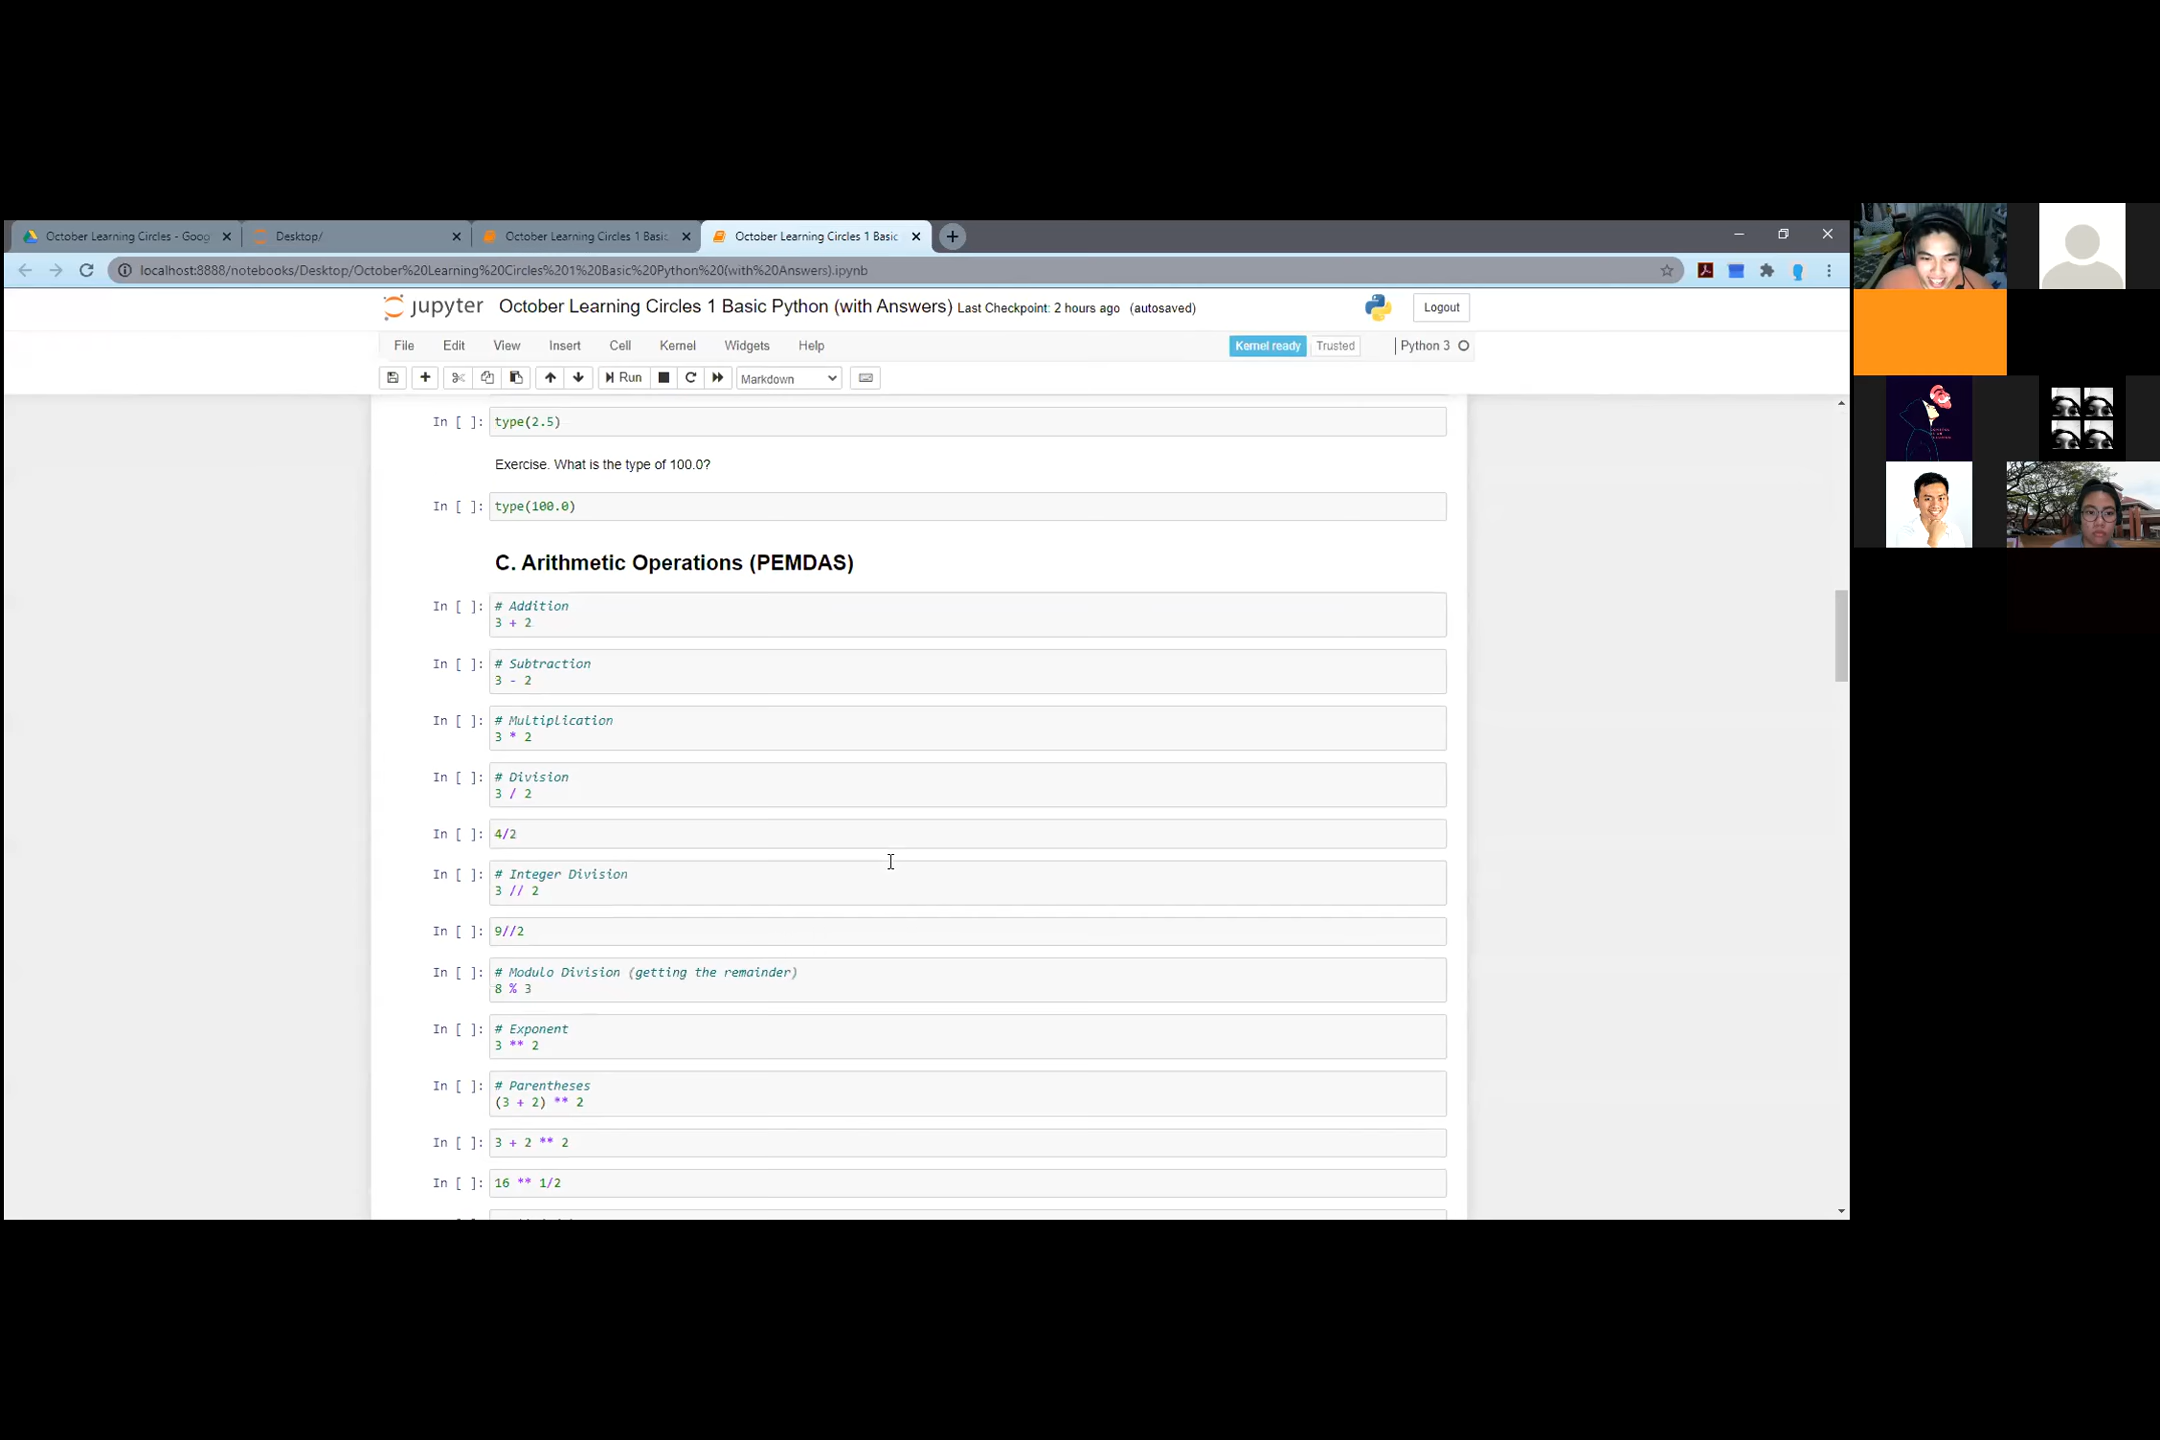 October Learning Circles - Goog
Desktop/
October Learning Circles 1 Basic
October Learning Circles 1 Basic
localhost:8888/notebooks/Desktop/October%20Learning%20Circles%201%20Basic%20Python%20(with%20Answers).ipynb
jupyter October Learning Circles 1 Basic Python (with Answers) Last Checkpoint: 2 hours ago (autosaved)
Logout
File Edit View Insert Cell Kernel Widgets Help
Kernel ready Trusted Python 3
Run Markdown
In [ ]: type(2.5)
Exercise. What is the type of 100.0?
In [ ]: type(100.0)
C. Arithmetic Operations (PEMDAS)
In [ ]: # Addition
3 + 2
In [ ]: # Subtraction
3 - 2
In [ ]: # Multiplication
3 * 2
In [ ]: # Division
3 / 2
In [ ]: 4/2
In [ ]: # Integer Division
3 // 2
In [ ]: 9//2
In [ ]: # Modulo Division (getting the remainder)
8 % 3
In [ ]: # Exponent
3 ** 2
In [ ]: # Parentheses
(3 + 2) ** 2
In [ ]: 3 + 2 ** 2
In [ ]: 16 ** 1/2